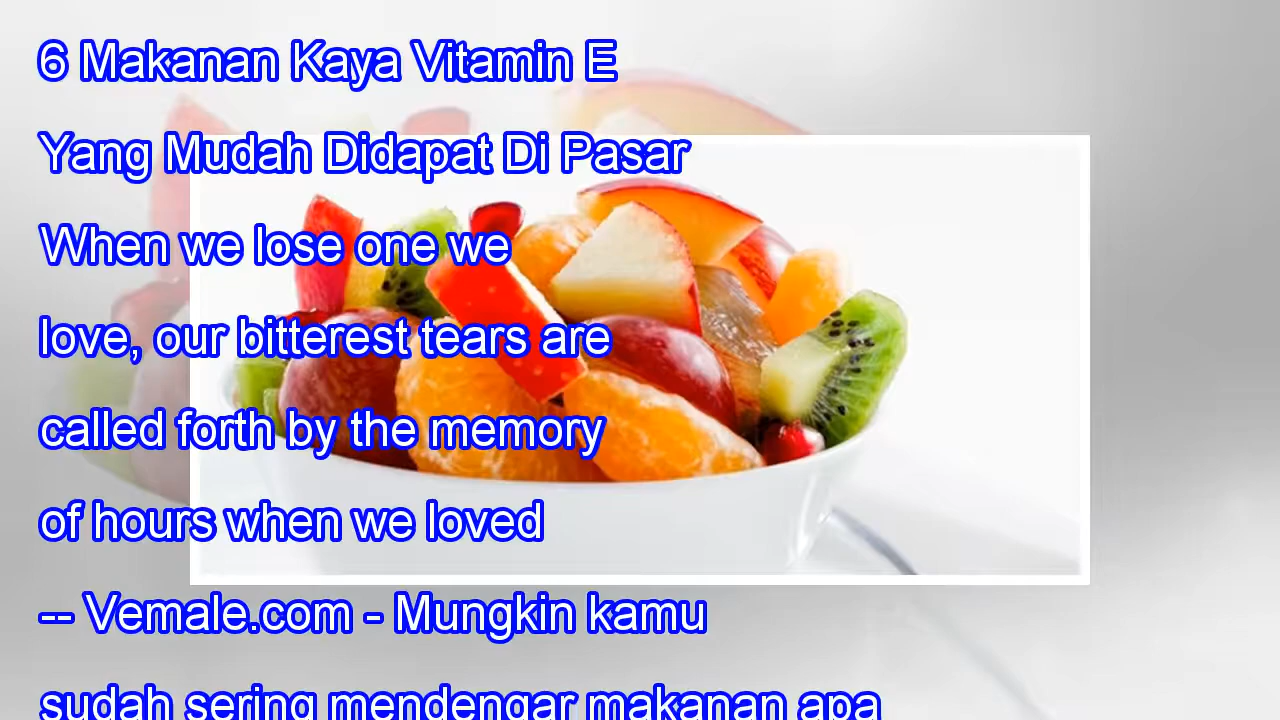 6 Makanan Kaya Vitamin E
Yang Mudah Didapat Di Pasar
When we lose one we
love, our bitterest tears are
called forth by the memory
of hours when we loved
-- Vemale.com - Mungkin kamu
sudah sering mendengar makanan apa